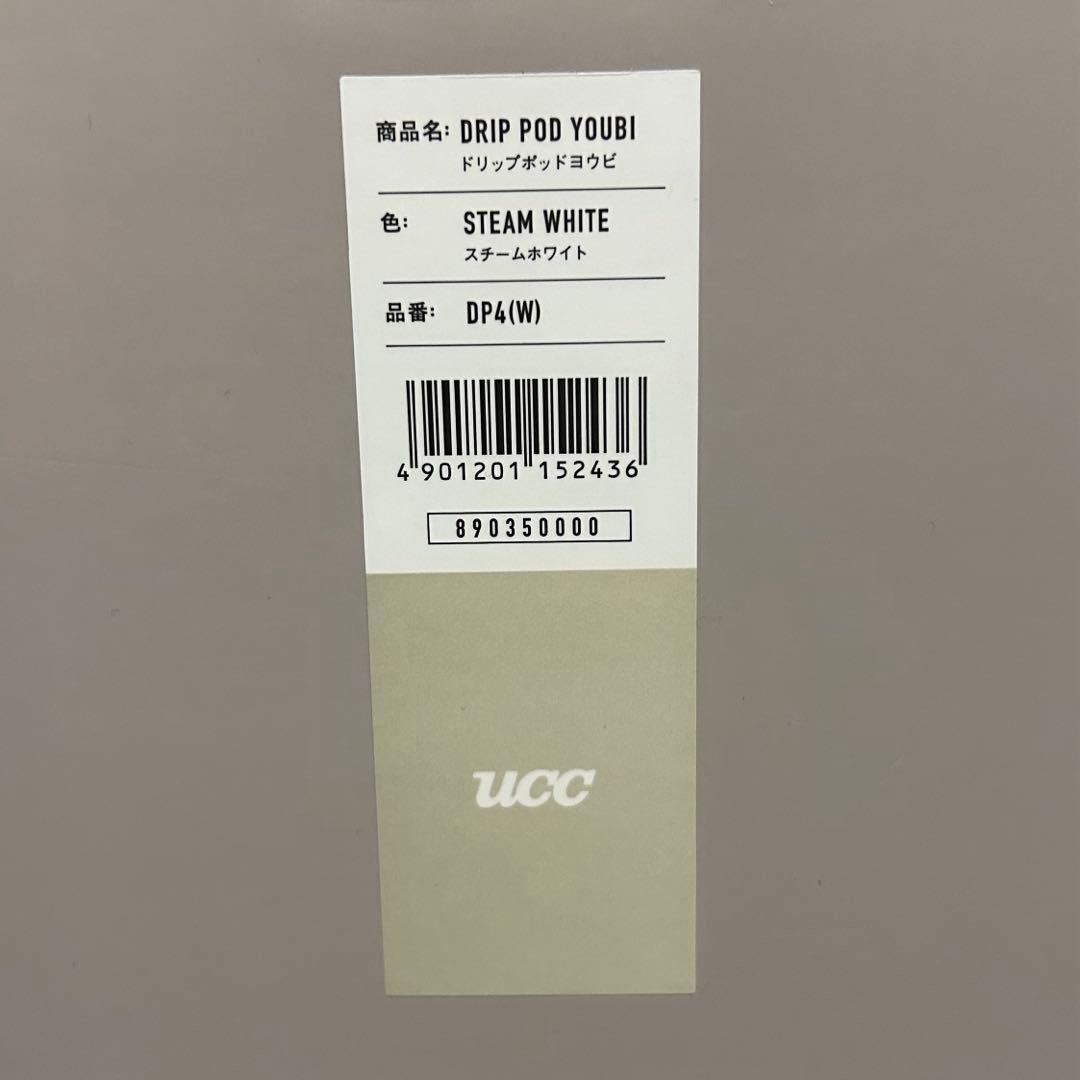 商品名: DRIP POD YOUBI
ドリップポッドヨウビ
色: STEAM WHITE
スチームホワイト
品番: DP4(W)
4 901201 152436
890350000
ucc